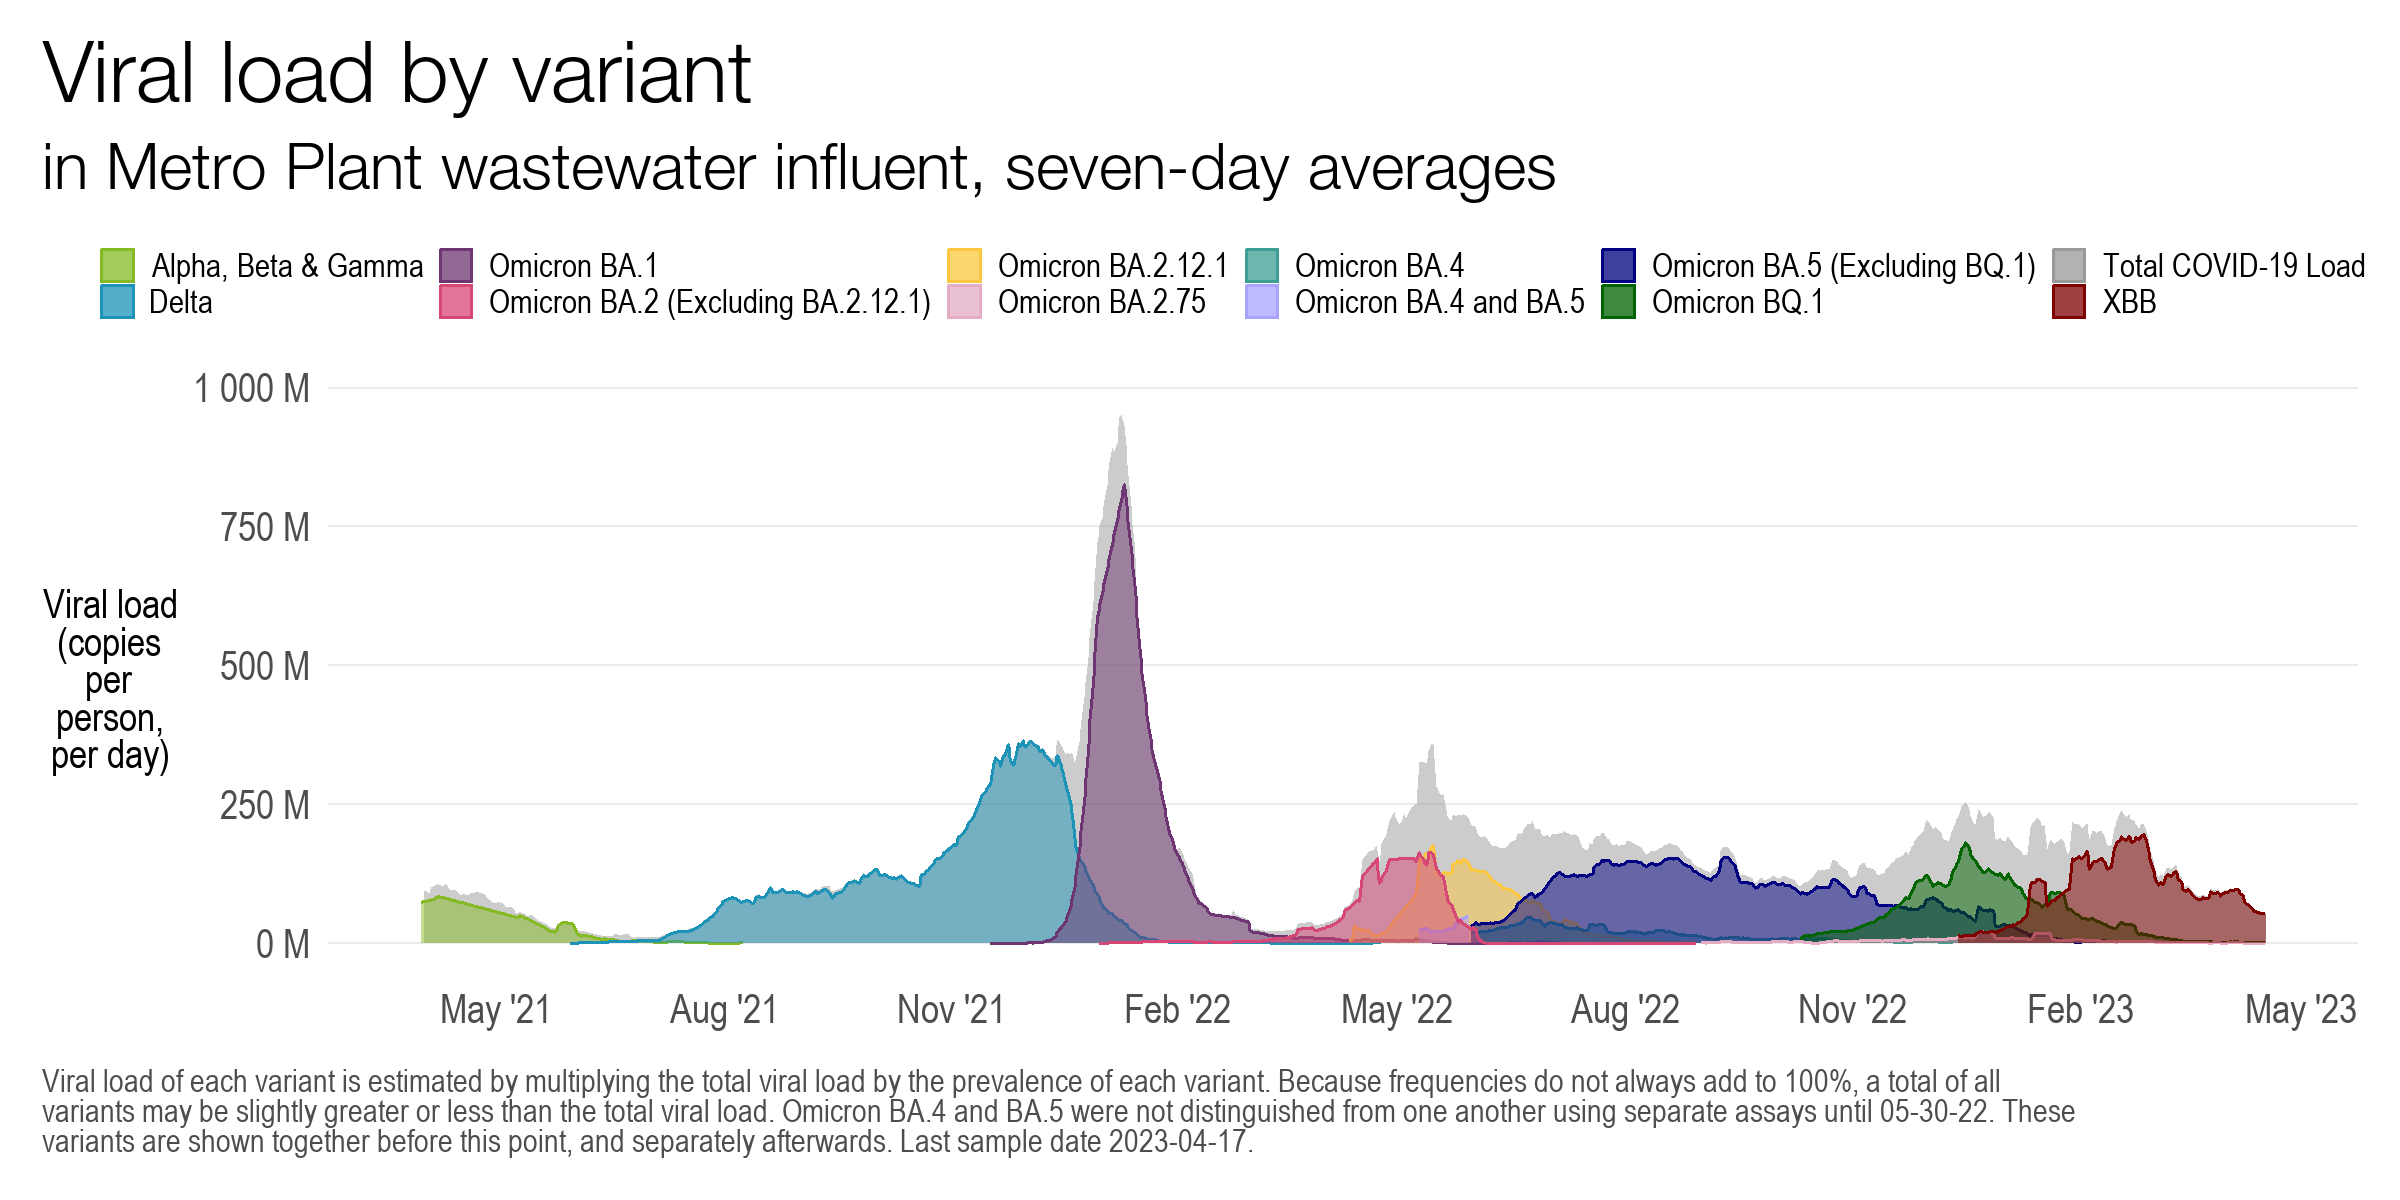 Viral load by variant
in Metro Plant wastewater influent, seven-day averages
Alpha, Beta & Gamma
Omicron BA.1
Omicron BA.2.12.1
Omicron BA.4
Omicron BA.5 (Excluding BQ.1)
Total COVID-19 Load
Delta
Omicron BA.2 (Excluding BA.2.12.1)
Omicron BA.2.75
Omicron BA.4 and BA.5
Omicron BQ.1
XBB
1 000 M
750 M
500 M
250 M
0 M
Viral load
(copies
per
person,
per day)
May '21
Aug '21
Nov '21
Feb '22
May '22
Aug '22
Nov '22
Feb '23
May '23
Viral load of each variant is estimated by multiplying the total viral load by the prevalence of each variant. Because frequencies do not always add to 100%, a total of all
variants may be slightly greater or less than the total viral load. Omicron BA.4 and BA.5 were not distinguished from one another using separate assays until 05-30-22. These
variants are shown together before this point, and separately afterwards. Last sample date 2023-04-17.